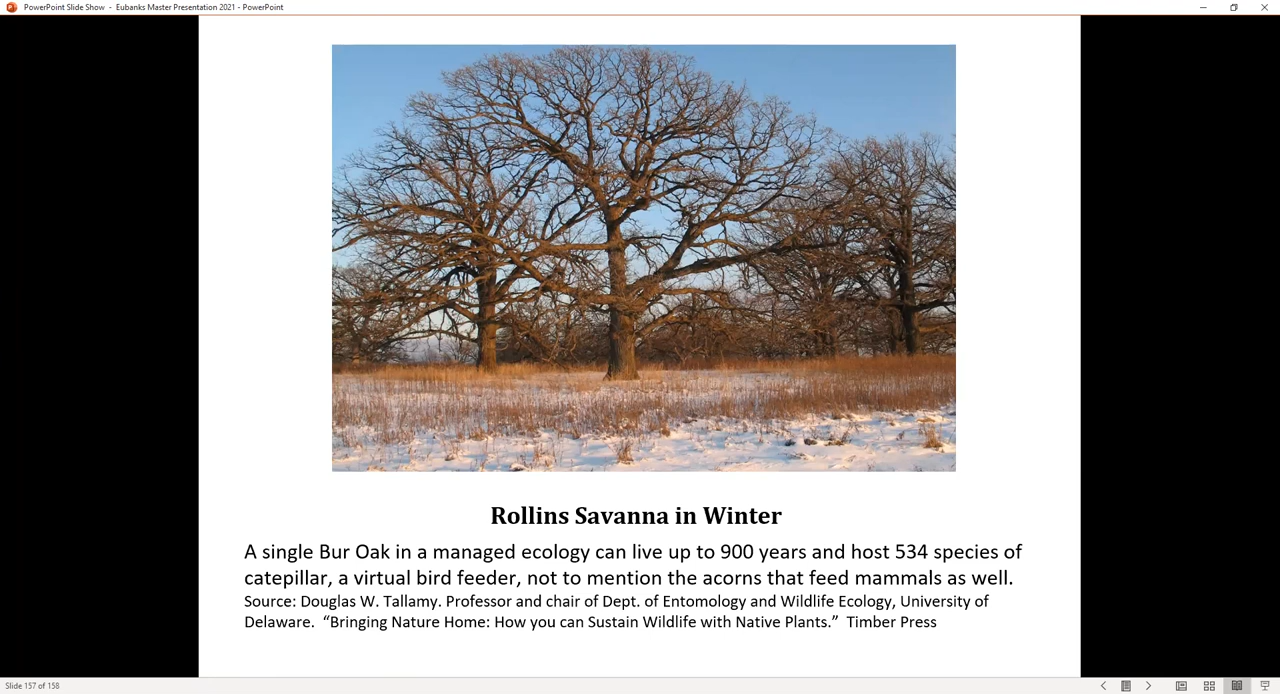 PowerPoint Slide Show - Eubanks Master Presentation 2021 - PowerPoint
Rollins Savanna in Winter
A single Bur Oak in a managed ecology can live up to 900 years and host 534 species of
catepillar, a virtual bird feeder, not to mention the acorns that feed mammals as well.
Source: Douglas W. Tallamy. Professor and chair of Dept. of Entomology and Wildlife Ecology, University of
Delaware. “Bringing Nature Home: How you can Sustain Wildlife with Native Plants.” Timber Press
Slide 157 of 158